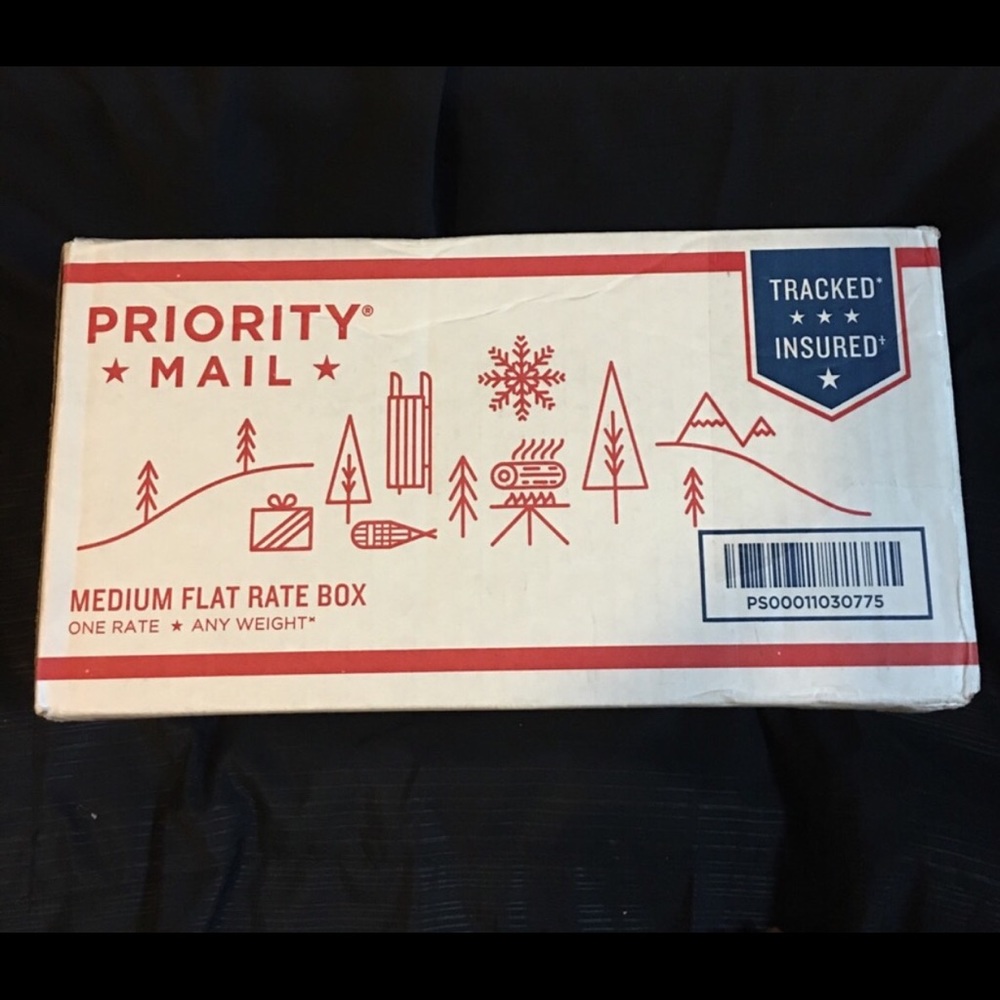 PRIORITY®
★ MAIL ★
TRACKED*
★ ★ ★
INSURED†
★
MEDIUM FLAT RATE BOX
ONE RATE ★ ANY WEIGHT*
PS00011030775